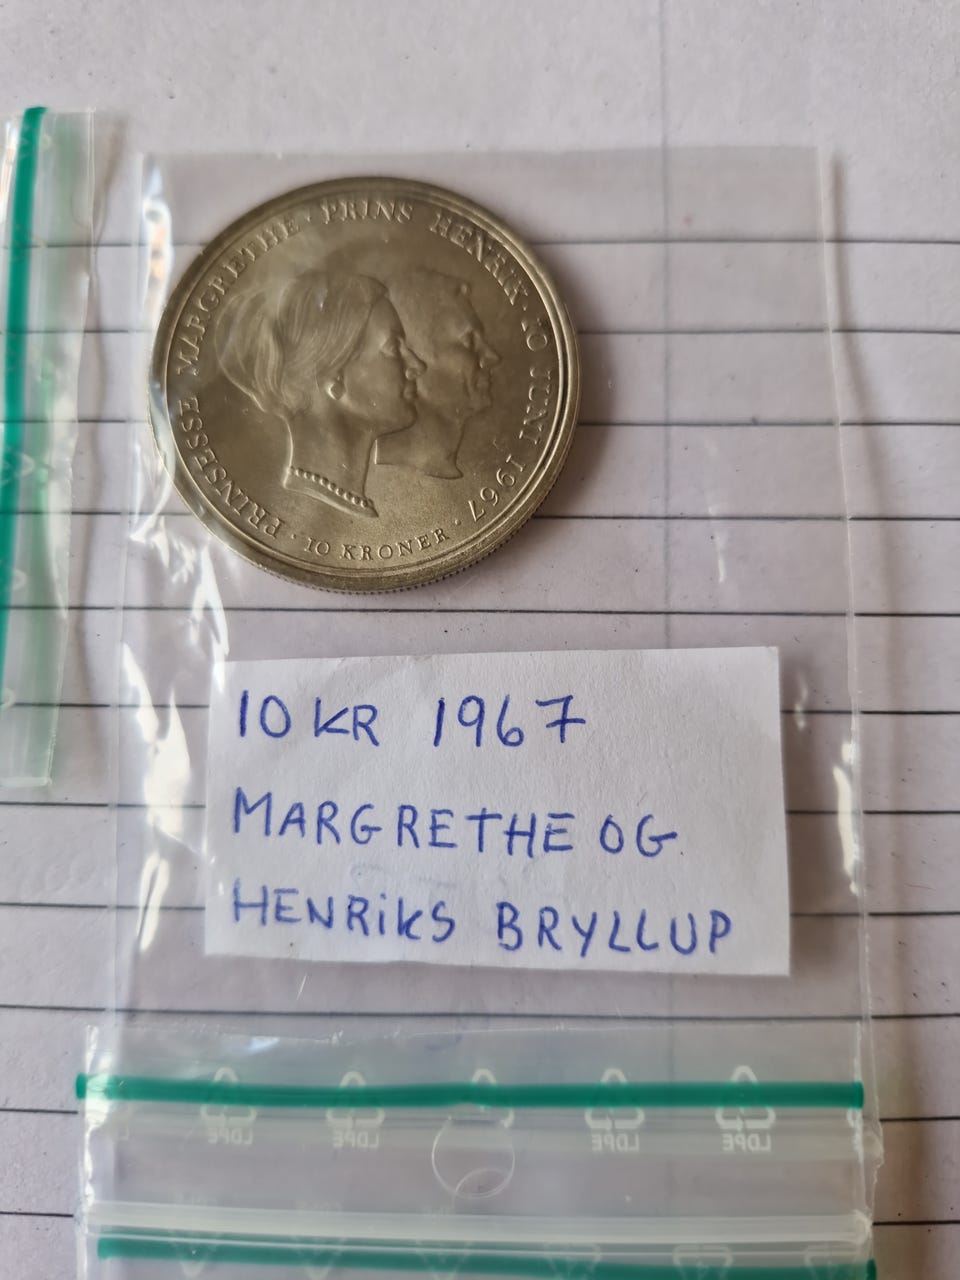 PRINSESSE MARGRETHE · PRINS HENRIK · 10 JUNI 1967
· 10 KRONER ·
10 KR 1967
MARGRETHE OG
HENRIKS BRYLLUP
LDPE LDPE LDPE LDPE